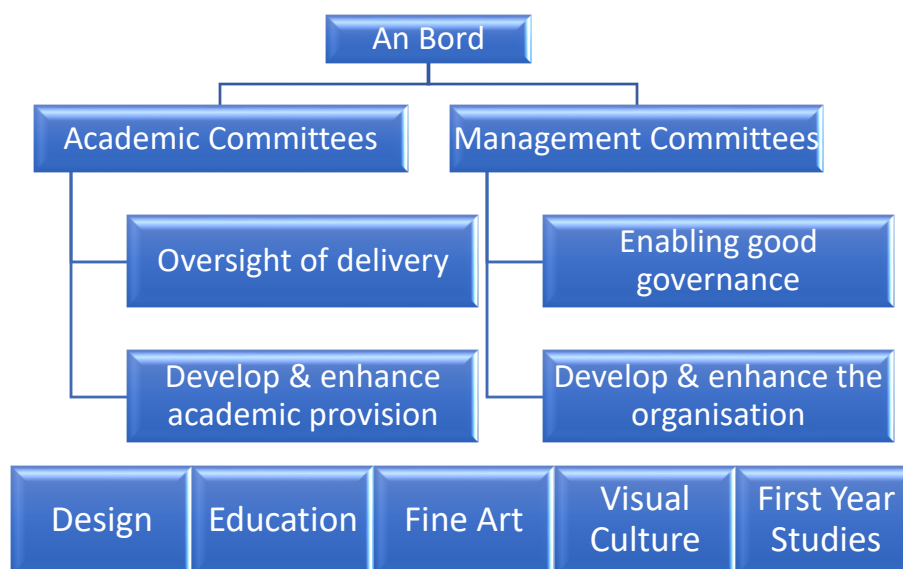 An Bord
Academic Committees
Management Committees
Oversight of delivery
Enabling good
governance
Develop & enhance
academic provision
Develop & enhance the
organisation
Design
Education
Fine Art
Visual
Culture
First Year
Studies